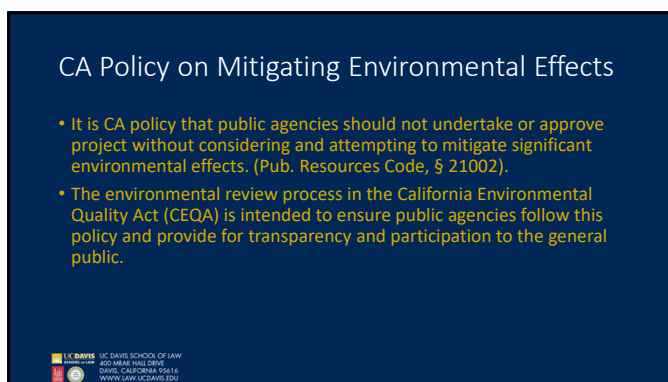 CA Policy on Mitigating Environmental Effects
• It is CA policy that public agencies should not undertake or approve
project without considering and attempting to mitigate significant
environmental effects. (Pub. Resources Code, § 21002).
• The environmental review process in the California Environmental
Quality Act (CEQA) is intended to ensure public agencies follow this
policy and provide for transparency and participation to the general
public.
UCDAVIS
SCHOOL OF LAW
UC DAVIS SCHOOL OF LAW
400 MRAK HALL DRIVE
DAVIS, CALIFORNIA 95616
WWW.LAW.UCDAVIS.EDU